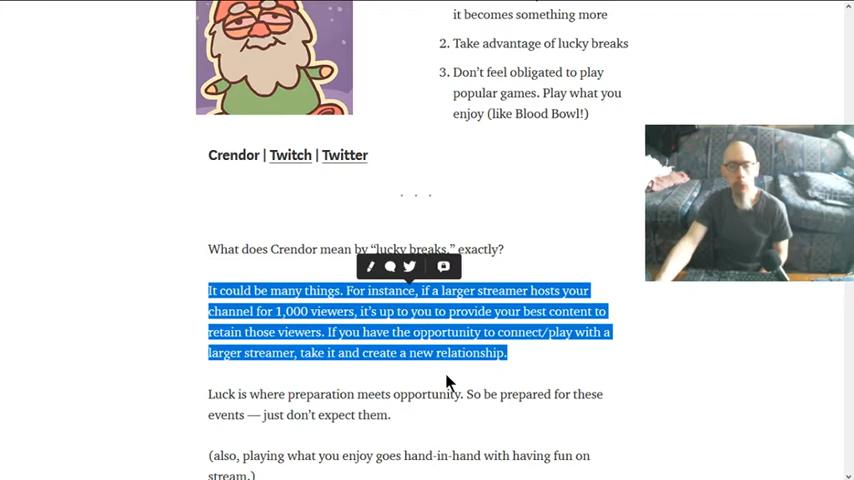 it becomes something more
2. Take advantage of lucky breaks
3. Don’t feel obligated to play
popular games. Play what you
enjoy (like Blood Bowl!)
Crendor | Twitch | Twitter
. . .
What does Crendor mean by “lucky breaks,” exactly?
It could be many things. For instance, if a larger streamer hosts your
channel for 1,000 viewers, it’s up to you to provide your best content to
retain those viewers. If you have the opportunity to connect/play with a
larger streamer, take it and create a new relationship.
Luck is where preparation meets opportunity. So be prepared for these
events — just don’t expect them.
(also, playing what you enjoy goes hand-in-hand with having fun on
stream.)